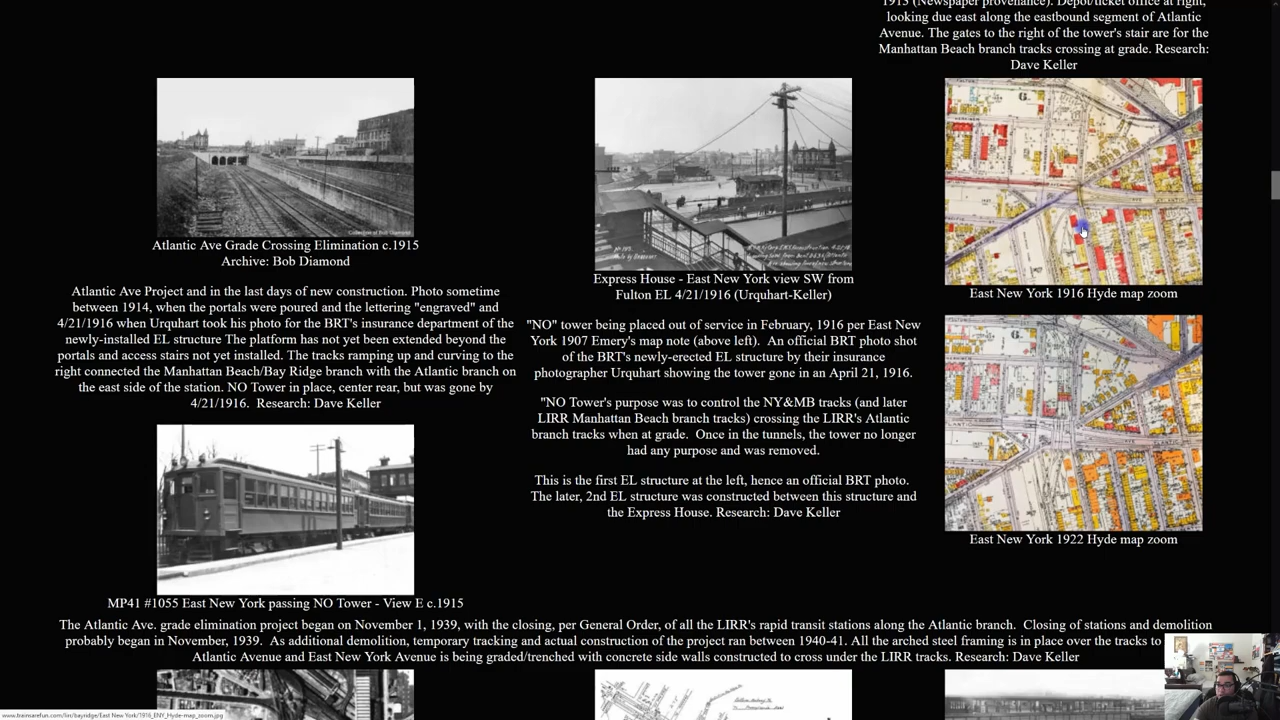 1913 (Newspaper provenance). Depot/ticket office at right,
looking due east along the eastbound segment of Atlantic
Avenue. The gates to the right of the tower's stair are for the
Manhattan Beach branch tracks crossing at grade. Research:
Dave Keller
Collection of Bob Diamond
Atlantic Ave Grade Crossing Elimination c.1915
Archive: Bob Diamond
Atlantic Ave Project and in the last days of new construction. Photo sometime
between 1914, when the portals were poured and the lettering "engraved" and
4/21/1916 when Urquhart took his photo for the BRT's insurance department of the
newly-installed EL structure The platform has not yet been extended beyond the
portals and access stairs not yet installed. The tracks ramping up and curving to the
right connected the Manhattan Beach/Bay Ridge branch with the Atlantic branch on
the east side of the station. NO Tower in place, center rear, but was gone by
4/21/1916.  Research: Dave Keller
MP41 #1055 East New York passing NO Tower - View E c.1915
Express House - East New York view SW from
Fulton EL 4/21/1916 (Urquhart-Keller)
"NO" tower being placed out of service in February, 1916 per East New
York 1907 Emery's map note (above left).  An official BRT photo shot
of the BRT's newly-erected EL structure by their insurance
photographer Urquhart showing the tower gone in an April 21, 1916.
"NO Tower's purpose was to control the NY&MB tracks (and later
LIRR Manhattan Beach branch tracks) crossing the LIRR's Atlantic
branch tracks when at grade.  Once in the tunnels, the tower no longer
had any purpose and was removed.
This is the first EL structure at the left, hence an official BRT photo.
The later, 2nd EL structure was constructed between this structure and
the Express House. Research: Dave Keller
East New York 1916 Hyde map zoom
East New York 1922 Hyde map zoom
The Atlantic Ave. grade elimination project began on November 1, 1939, with the closing, per General Order, of all the LIRR's rapid transit stations along the Atlantic branch.  Closing of stations and demolition
probably began in November, 1939.  As additional demolition, temporary tracking and actual construction of the project ran between 1940-41. All the arched steel framing is in place over the tracks to
Atlantic Avenue and East New York Avenue is being graded/trenched with concrete side walls constructed to cross under the LIRR tracks. Research: Dave Keller
www.trainsarefun.com/lirr/bayridge/East New York/1916_ENY_Hyde-map_zoom.jpg